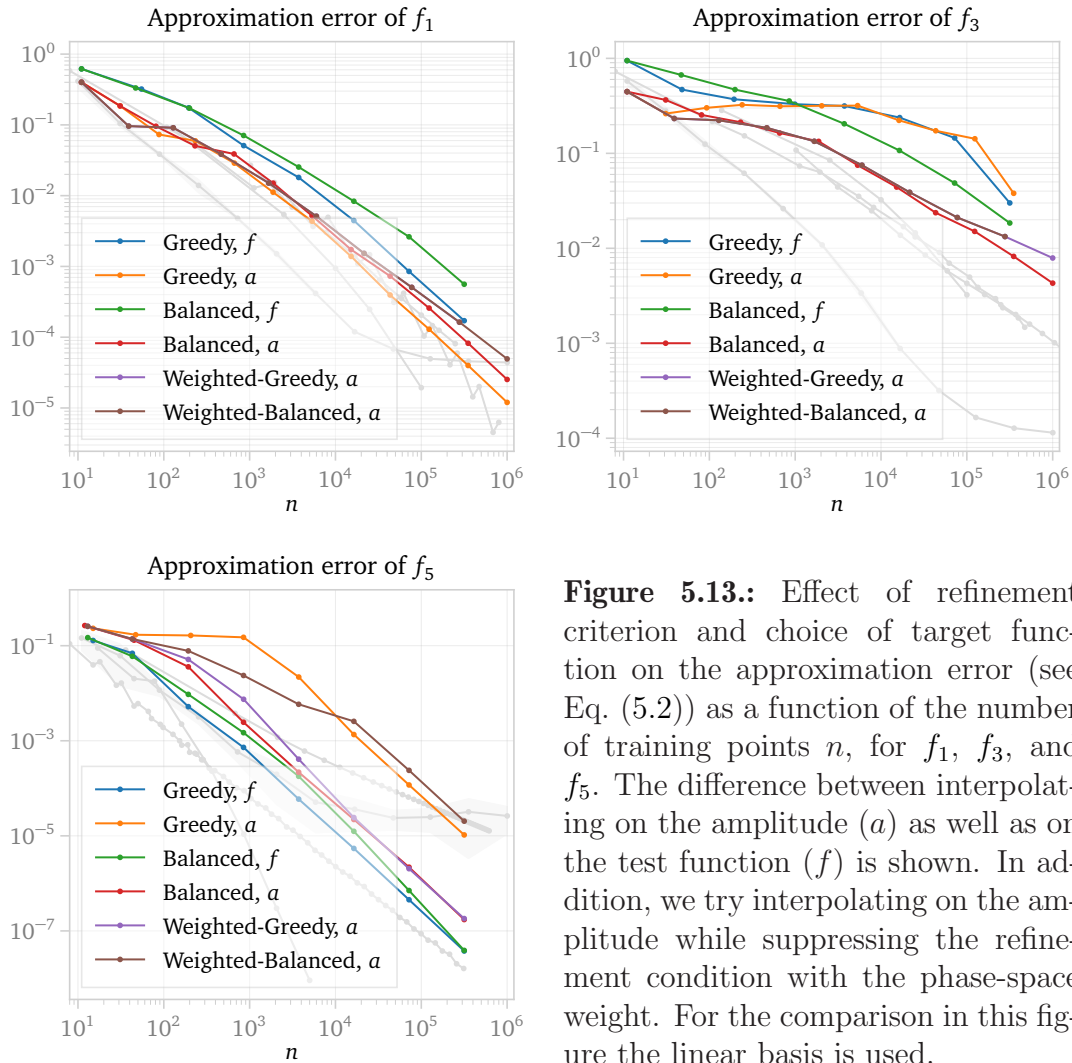 Approximation error of f1
10^0
10^-1
10^-2
10^-3
10^-4
10^-5
Greedy, f
Greedy, a
Balanced, f
Balanced, a
Weighted-Greedy, a
Weighted-Balanced, a
10^1 10^2 10^3 10^4 10^5 10^6
n
Approximation error of f3
10^0
10^-1
10^-2
10^-3
10^-4
Greedy, f
Greedy, a
Balanced, f
Balanced, a
Weighted-Greedy, a
Weighted-Balanced, a
10^1 10^2 10^3 10^4 10^5 10^6
n
Approximation error of f5
10^-1
10^-3
10^-5
10^-7
Greedy, f
Greedy, a
Balanced, f
Balanced, a
Weighted-Greedy, a
Weighted-Balanced, a
10^1 10^2 10^3 10^4 10^5 10^6
n
Figure 5.13.: Effect of refinement
criterion and choice of target func-
tion on the approximation error (see
Eq. (5.2)) as a function of the number
of training points n, for f1, f3, and
f5. The difference between interpolat-
ing on the amplitude (a) as well as on
the test function (f) is shown. In ad-
dition, we try interpolating on the am-
plitude while suppressing the refine-
ment condition with the phase-space
weight. For the comparison in this fig-
ure the linear basis is used.